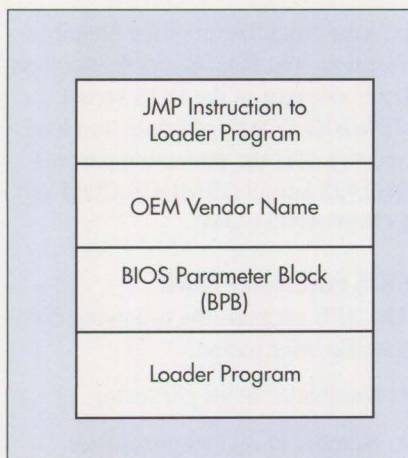 JMP Instruction to
Loader Program
OEM Vendor Name
BIOS Parameter Block
(BPB)
Loader Program